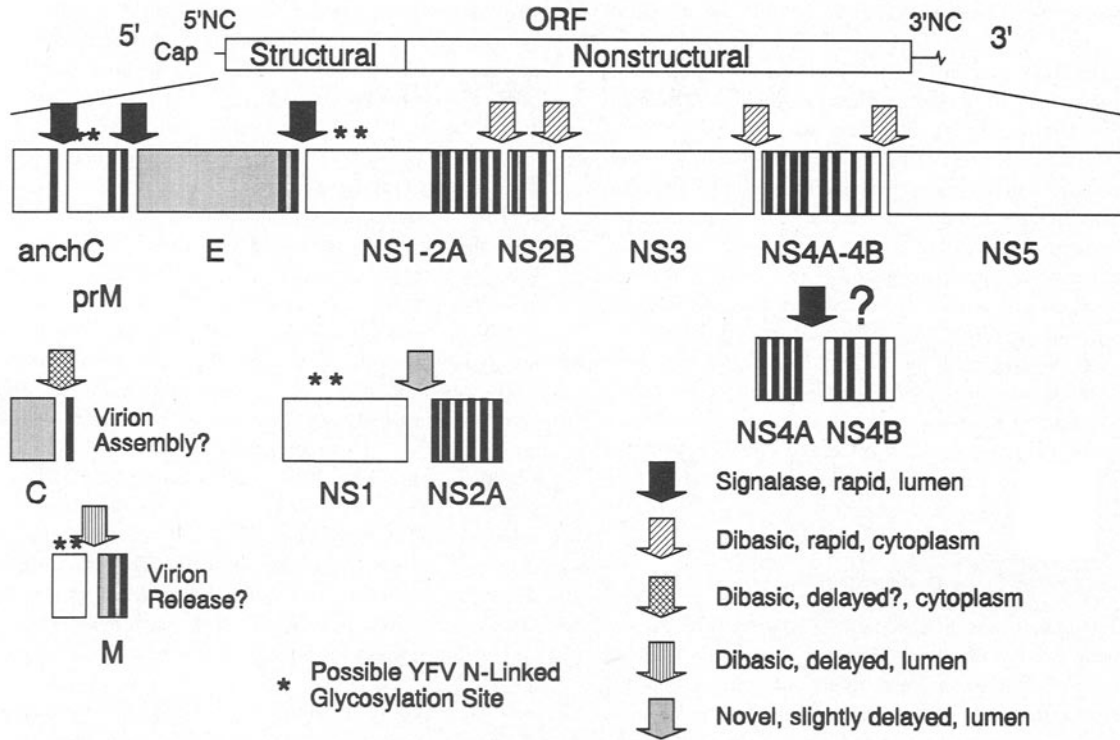 ORF
5' 5'NC 3'NC 3'
Cap Structural Nonstructural
** **
anchC E NS1-2A NS2B NS3 NS4A-4B NS5
prM
?
**
Virion
Assembly?
NS4A NS4B
C NS1 NS2A
Signalase, rapid, lumen
**
Dibasic, rapid, cytoplasm
Virion
Release?
Dibasic, delayed?, cytoplasm
M
Dibasic, delayed, lumen
* Possible YFV N-Linked
Glycosylation Site
Novel, slightly delayed, lumen